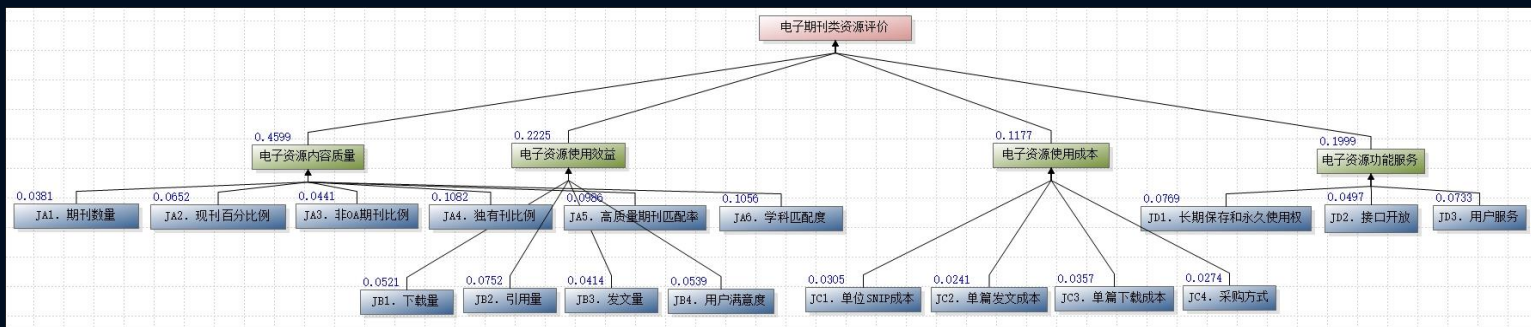 电子期刊类资源评价
0.4599
电子资源内容质量
0.2225
电子资源使用效益
0.1177
电子资源使用成本
0.1999
电子资源功能服务
0.0381
JA1. 期刊数量
0.0652
JA2. 现刊百分比例
0.0441
JA3. 非OA期刊比例
0.1082
JA4. 独有刊比例
0.0986
JA5. 高质量期刊匹配率
0.1056
JA6. 学科匹配度
0.0769
JD1. 长期保存和永久使用权
0.0497
JD2. 接口开放
0.0733
JD3. 用户服务
0.0521
JB1. 下载量
0.0752
JB2. 引用量
0.0414
JB3. 发文量
0.0539
JB4. 用户满意度
0.0305
JC1. 单位SNIP成本
0.0241
JC2. 单篇发文成本
0.0357
JC3. 单篇下载成本
0.0274
JC4. 采购方式